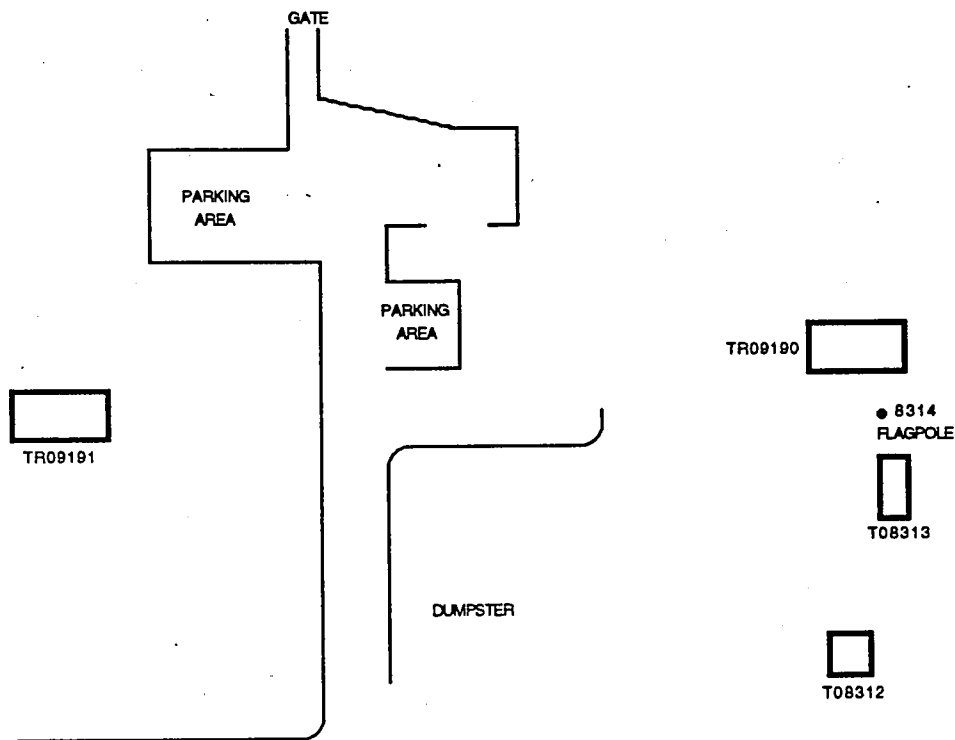 GATE
PARKING
AREA
PARKING
AREA
TR09190
8314
FLAGPOLE
TR09191
T08313
DUMPSTER
T08312